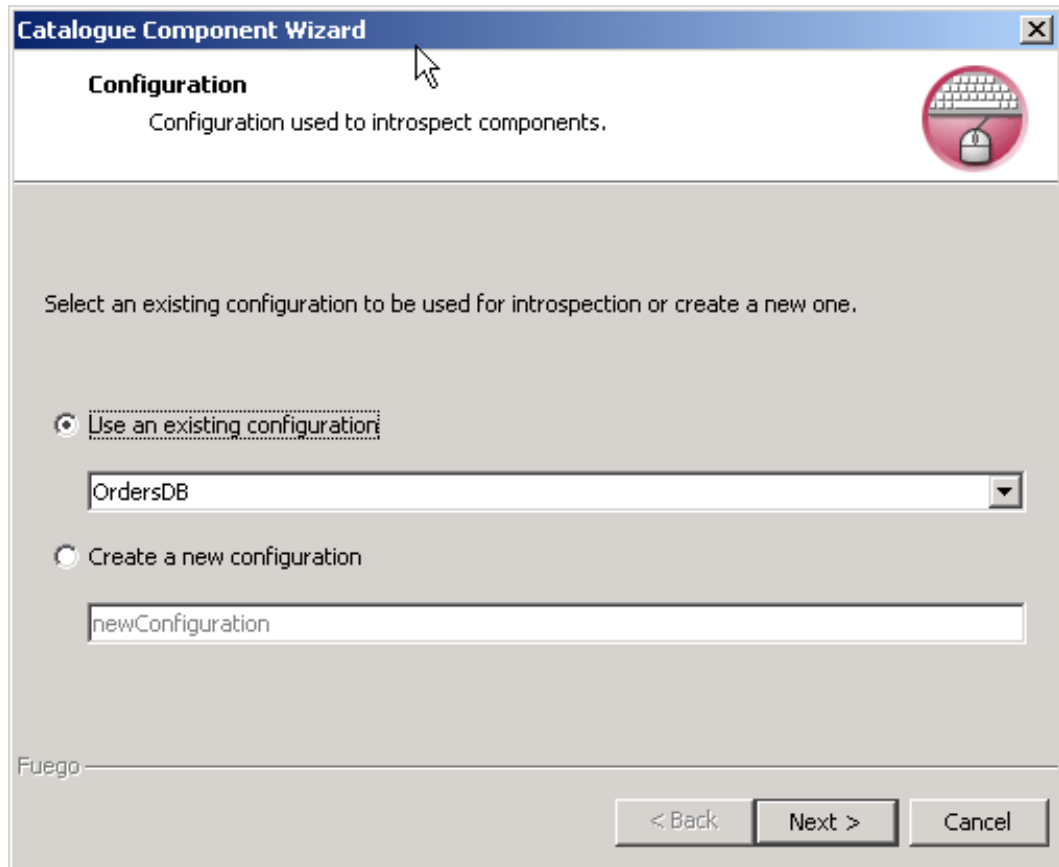 Catalogue Component Wizard
Configuration
Configuration used to introspect components.
Select an existing configuration to be used for introspection or create a new one.
Use an existing configuration
OrdersDB
Create a new configuration
newConfiguration
Fuego
< Back Next > Cancel